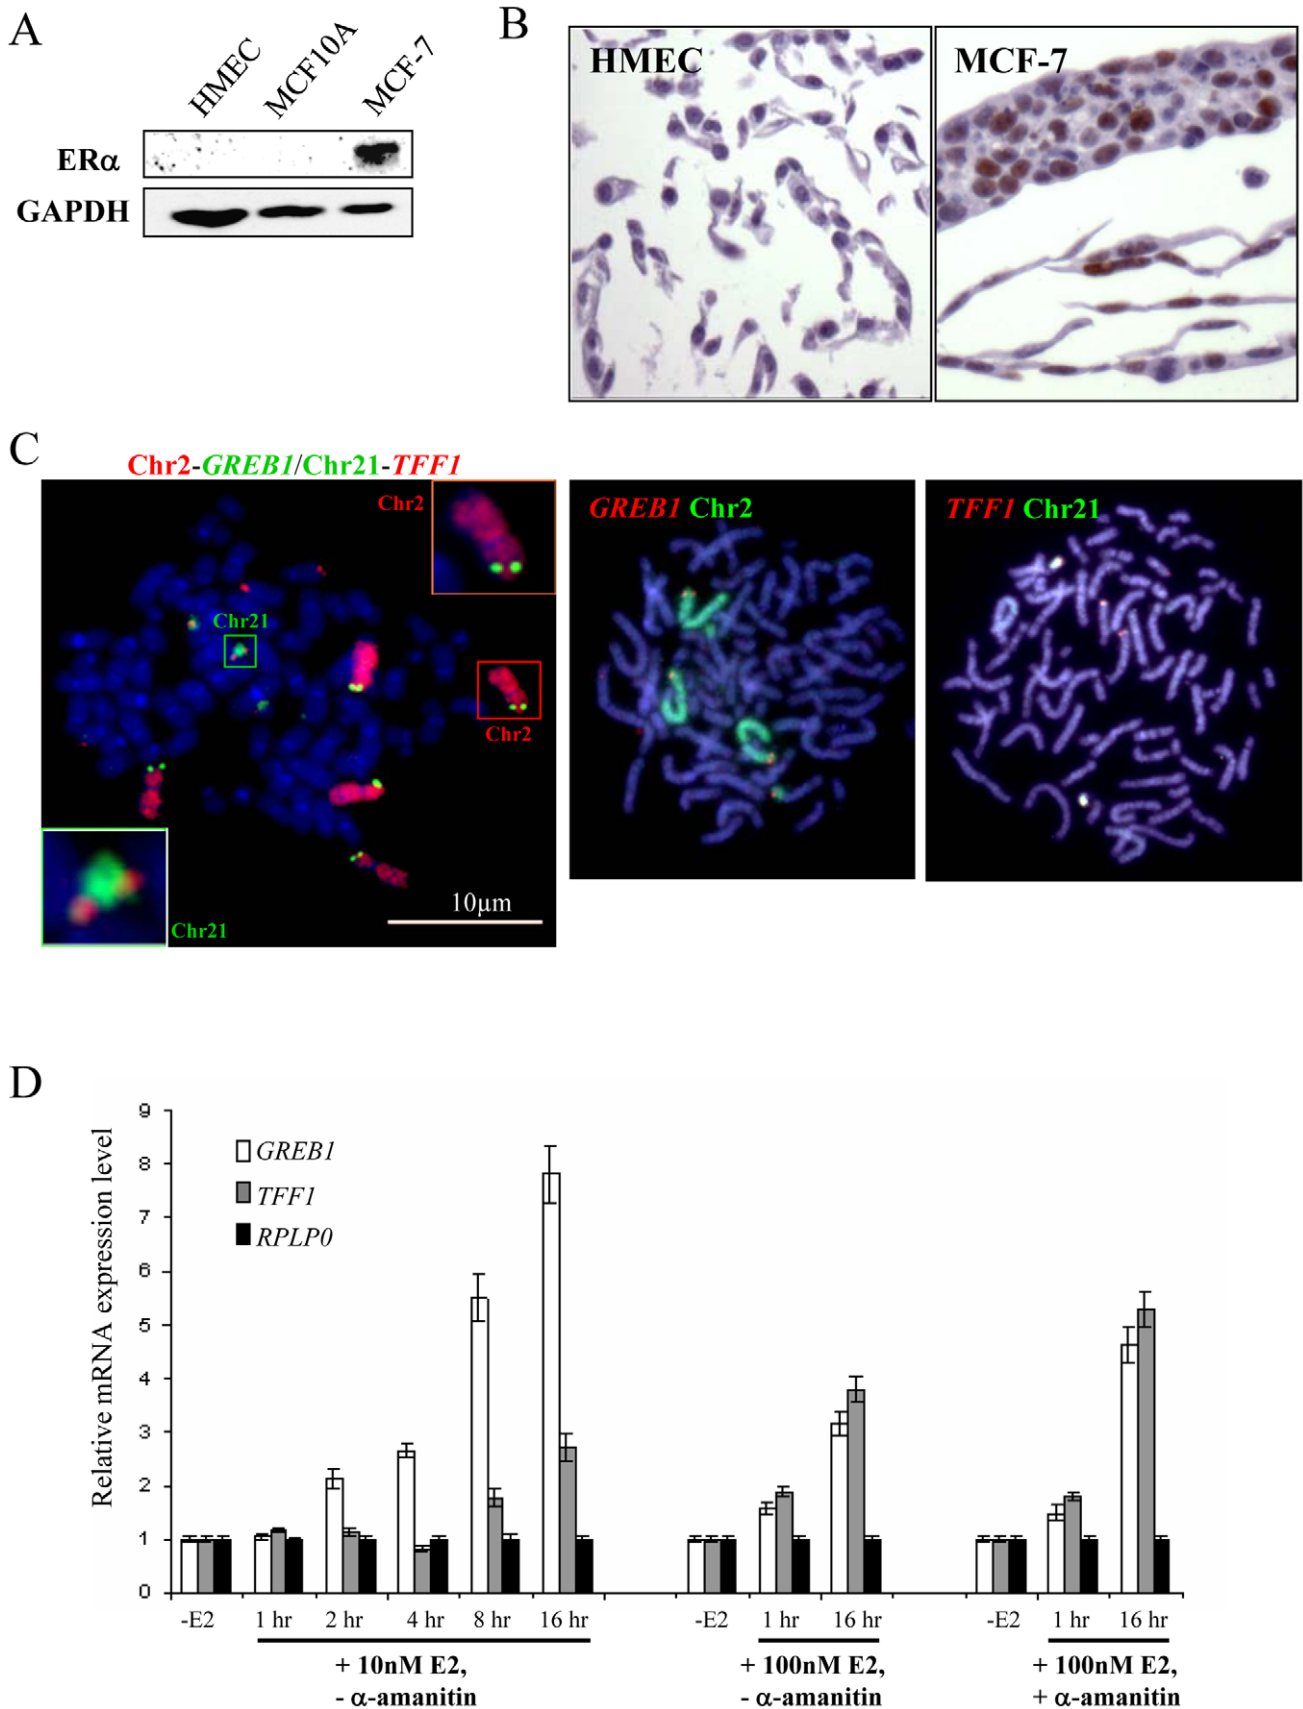 A
HMEC
MCF10A
MCF-7
ERα
GAPDH
B
HMEC
MCF-7
C
Chr2-GREB1/Chr21-TFF1
Chr2
Chr21
Chr2
10µm
Chr21
GREB1 Chr2
TFF1 Chr21
D
Relative mRNA expression level
9
8
7
6
5
4
3
2
1
0
GREB1
TFF1
RPLP0
-E2 1 hr 2 hr 4 hr 8 hr 16 hr -E2 1 hr 16 hr -E2 1 hr 16 hr
+ 10nM E2,
- α-amanitin
+ 100nM E2,
- α-amanitin
+ 100nM E2,
+ α-amanitin